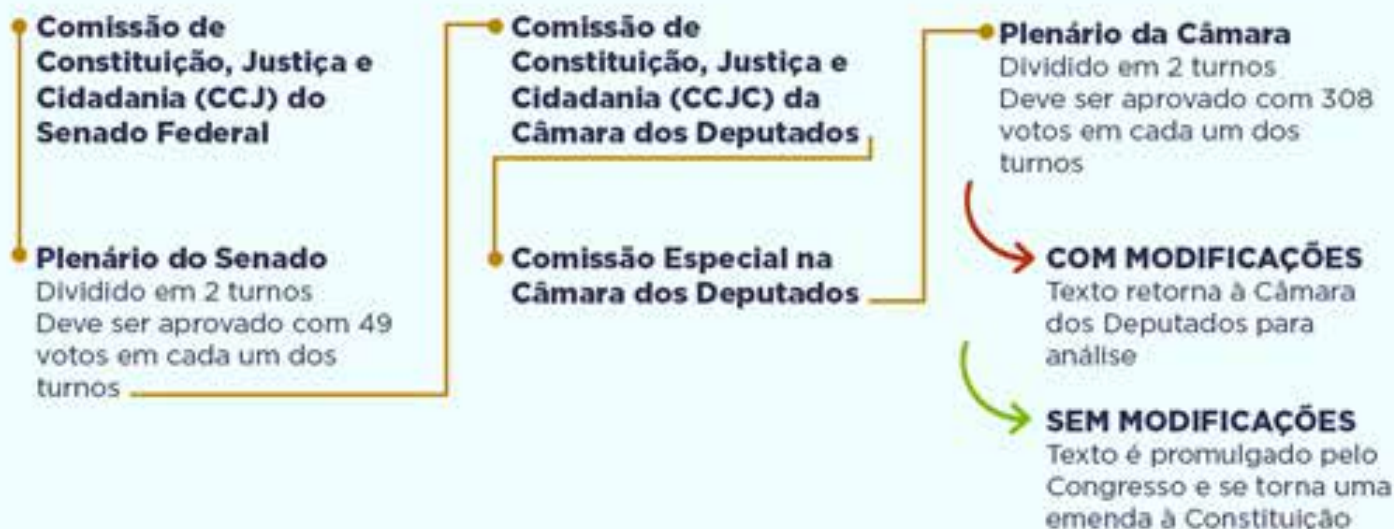 Comissão de
Constituição, Justiça e
Cidadania (CCJ) do
Senado Federal
Plenário do Senado
Dividido em 2 turnos
Deve ser aprovado com 49
votos em cada um dos
turnos
Comissão de
Constituição, Justiça e
Cidadania (CCJC) da
Câmara dos Deputados
Comissão Especial na
Câmara dos Deputados
Plenário da Câmara
Dividido em 2 turnos
Deve ser aprovado com 308
votos em cada um dos
turnos
COM MODIFICAÇÕES
Texto retorna à Câmara
dos Deputados para
análise
SEM MODIFICAÇÕES
Texto é promulgado pelo
Congresso e se torna uma
emenda à Constituição